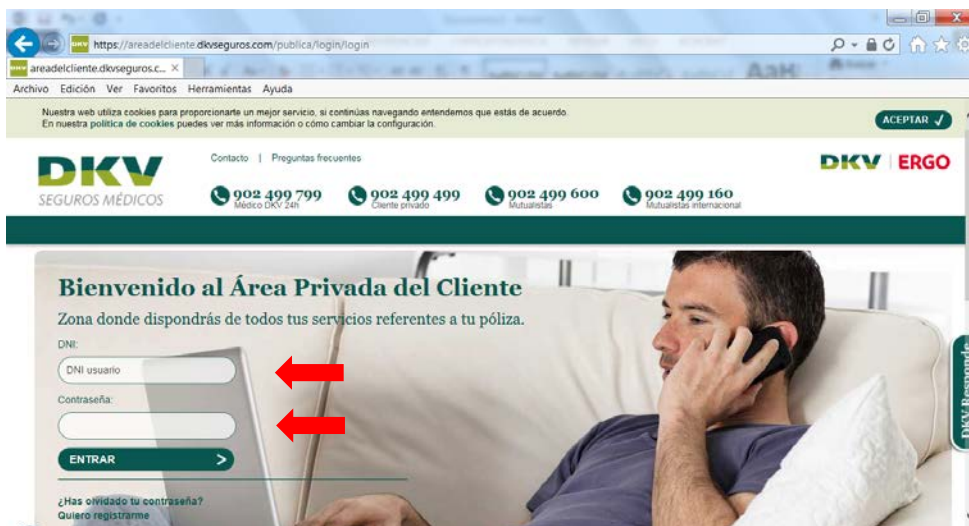 https://areadelcliente.dkvseguros.com/publica/login/login
areadelcliente.dkvseguros.c...
Archivo Edición Ver Favoritos Herramientas Ayuda
Nuestra web utiliza cookies para proporcionarte un mejor servicio, si continúas navegando entendemos que estás de acuerdo.
En nuestra política de cookies puedes ver más información o cómo cambiar la configuración.
ACEPTAR
DKV
SEGUROS MÉDICOS
Contacto | Preguntas frecuentes
902 499 799
Médico DKV 24h
902 499 499
Cliente privado
902 499 600
Mutualistas
902 499 160
Mutualistas internacional
DKV | ERGO
Bienvenido al Área Privada del Cliente
Zona donde dispondrás de todos tus servicios referentes a tu póliza.
DNI:
DNI usuario
Contraseña:
ENTRAR >
¿Has olvidado tu contraseña?
Quiero registrarme
DKV Responde